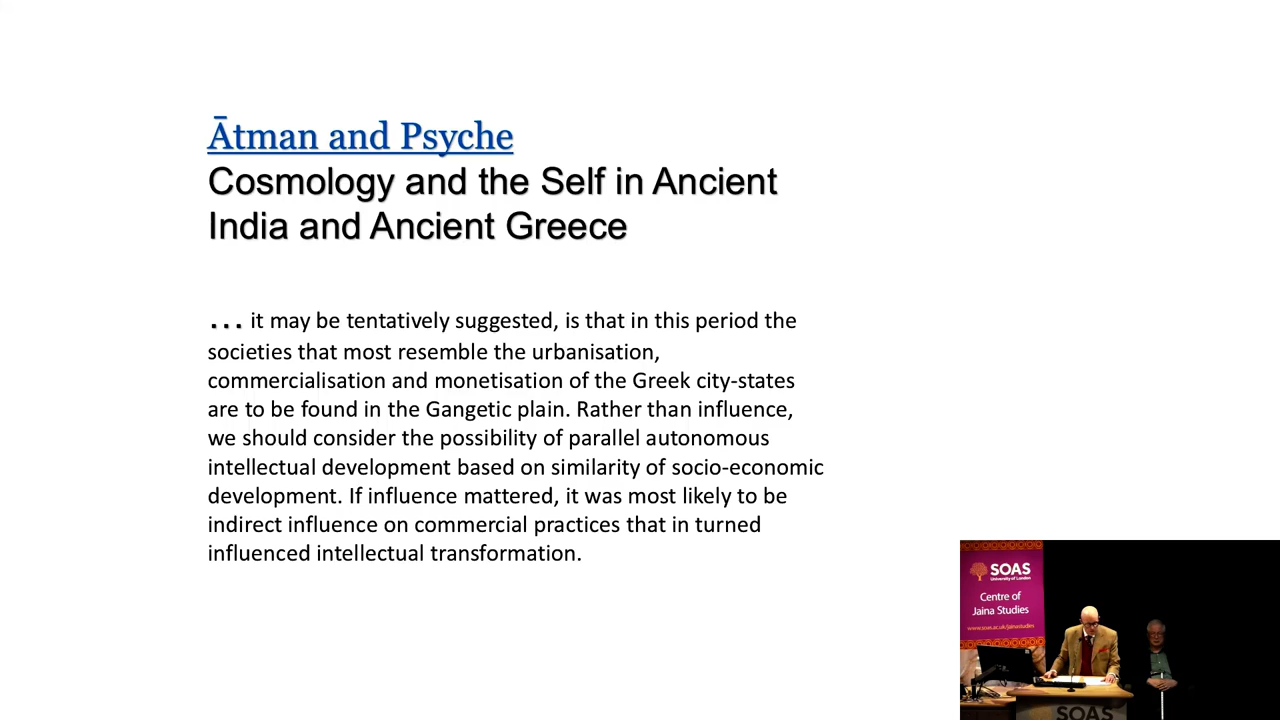 Ātman and Psyche
Cosmology and the Self in Ancient
India and Ancient Greece
... it may be tentatively suggested, is that in this period the
societies that most resemble the urbanisation,
commercialisation and monetisation of the Greek city-states
are to be found in the Gangetic plain. Rather than influence,
we should consider the possibility of parallel autonomous
intellectual development based on similarity of socio-economic
development. If influence mattered, it was most likely to be
indirect influence on commercial practices that in turned
influenced intellectual transformation.
SOAS
University of London
Centre of
Jaina Studies
www.soas.ac.uk/jainastudies
SOAS